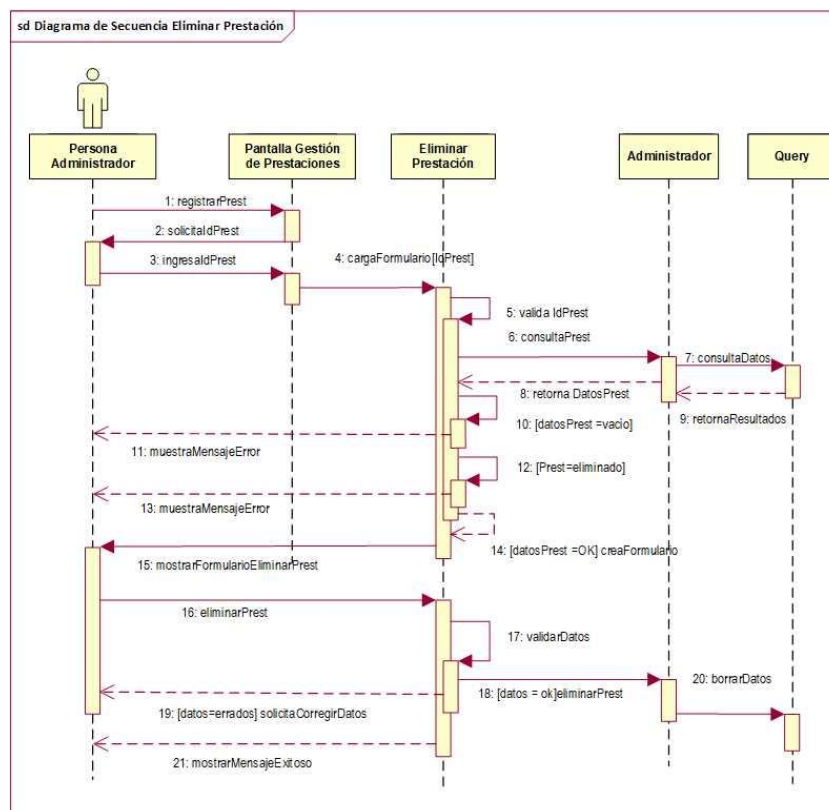 sd Diagrama de Secuencia Eliminar Prestación
Persona
Administrador
Pantalla Gestión
de Prestaciones
Eliminar
Prestación
Administrador
Query
1: registrarPrest
2: solicitaIdPrest
3: ingresaIdPrest
4: cargaFormulario[IdPrest]
5: valida IdPrest
6: consultaPrest
7: consultaDatos
8: retorna DatosPrest
9: retornaResultados
10: [datosPrest =vacio]
11: muestraMensajeError
12: [Prest=eliminado]
13: muestraMensajeError
14: [datosPrest =OK] creaFormulario
15: mostrarFormularioEliminarPrest
16: eliminarPrest
17: validarDatos
18: [datos = ok]eliminarPrest
20: borrarDatos
19: [datos=errados] solicitaCorregirDatos
21: mostrarMensajeExitoso